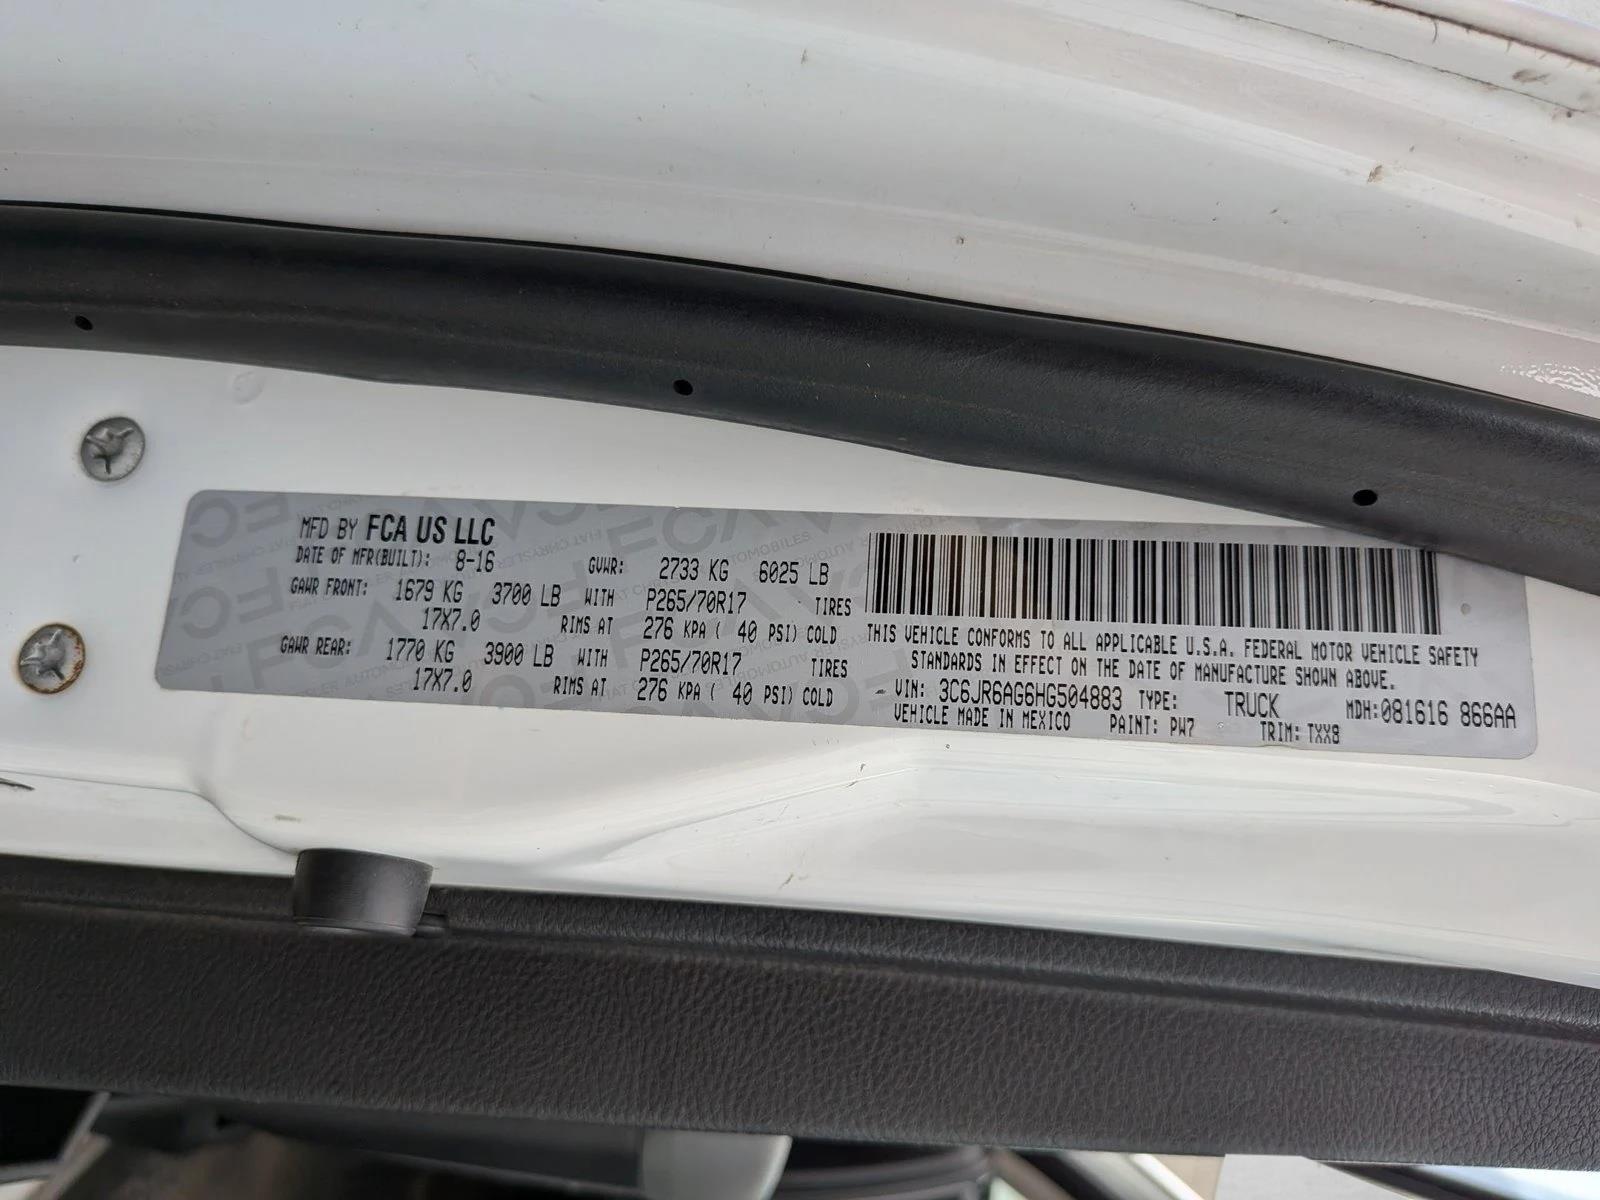 MFD BY FCA US LLC
DATE OF MFR(BUILT): 8-16 GVWR: 2733 KG 6025 LB
GAWR FRONT: 1679 KG 3700 LB WITH P265/70R17 TIRES
17X7.0 RIMS AT 276 KPA ( 40 PSI) COLD
GAWR REAR: 1770 KG 3900 LB WITH P265/70R17 TIRES
17X7.0 RIMS AT 276 KPA ( 40 PSI) COLD
THIS VEHICLE CONFORMS TO ALL APPLICABLE U.S.A. FEDERAL MOTOR VEHICLE SAFETY
STANDARDS IN EFFECT ON THE DATE OF MANUFACTURE SHOWN ABOVE.
VIN: 3C6JR6AG6HG504883 TYPE: TRUCK MDH:081616 866AA
VEHICLE MADE IN MEXICO PAINT: PW7 TRIM: TXX8